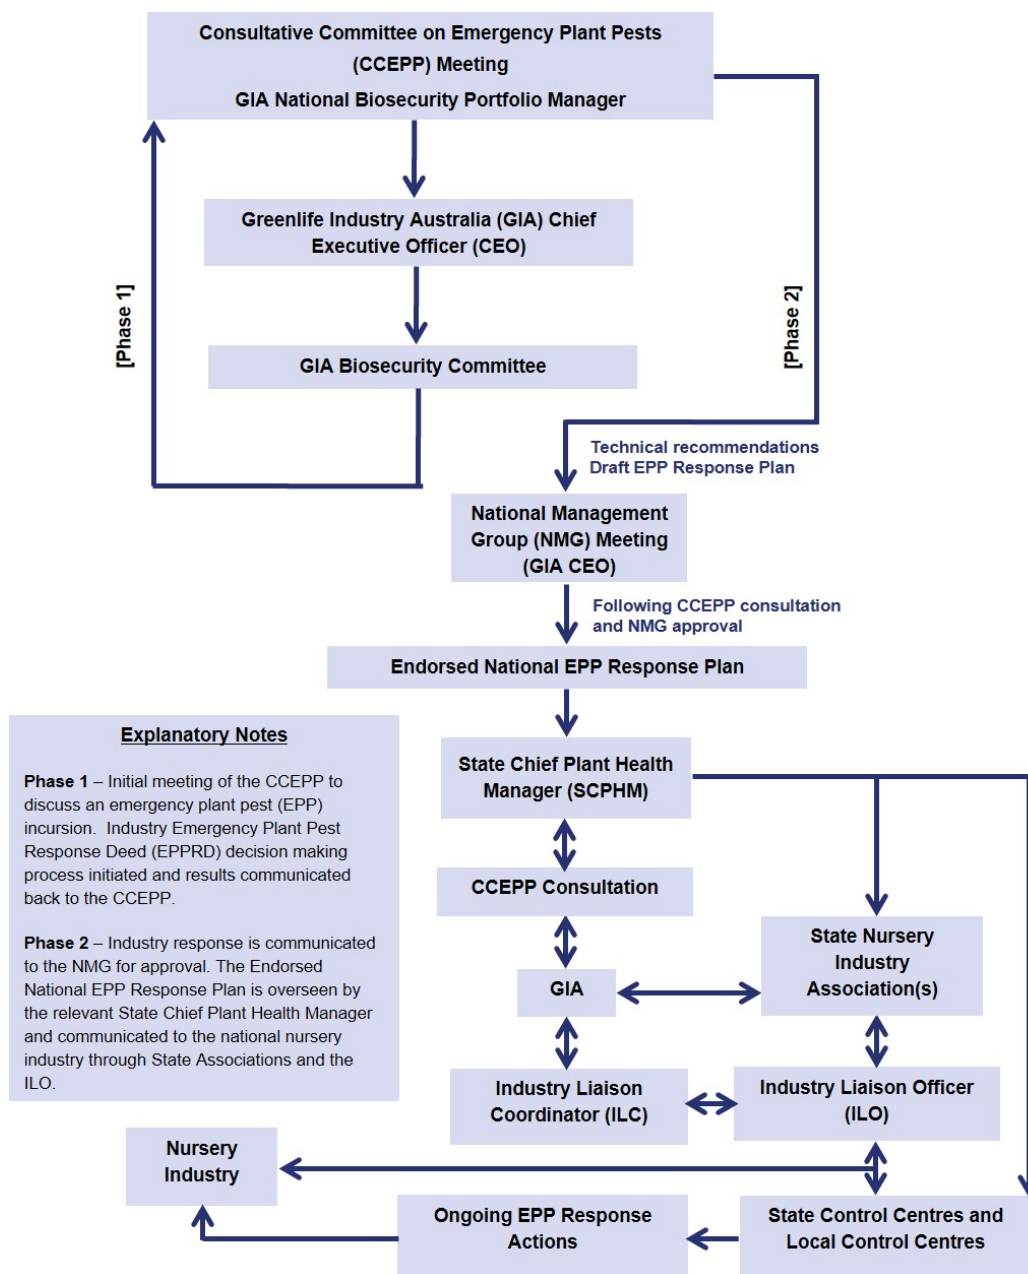 Consultative Committee on Emergency Plant Pests
(CCEPP) Meeting
GIA National Biosecurity Portfolio Manager
Greenlife Industry Australia (GIA) Chief
Executive Officer (CEO)
[Phase 1]
[Phase 2]
GIA Biosecurity Committee
Technical recommendations
Draft EPP Response Plan
National Management
Group (NMG) Meeting
(GIA CEO)
Following CCEPP consultation
and NMG approval
Endorsed National EPP Response Plan
Explanatory Notes
Phase 1 – Initial meeting of the CCEPP to
discuss an emergency plant pest (EPP)
incursion.  Industry Emergency Plant Pest
Response Deed (EPPRD) decision making
process initiated and results communicated
back to the CCEPP.
Phase 2 – Industry response is communicated
to the NMG for approval. The Endorsed
National EPP Response Plan is overseen by
the relevant State Chief Plant Health Manager
and communicated to the national nursery
industry through State Associations and the
ILO.
State Chief Plant Health
Manager (SCPHM)
CCEPP Consultation
GIA
State Nursery
Industry
Association(s)
Industry Liaison
Coordinator (ILC)
Industry Liaison Officer
(ILO)
Nursery
Industry
Ongoing EPP Response
Actions
State Control Centres and
Local Control Centres